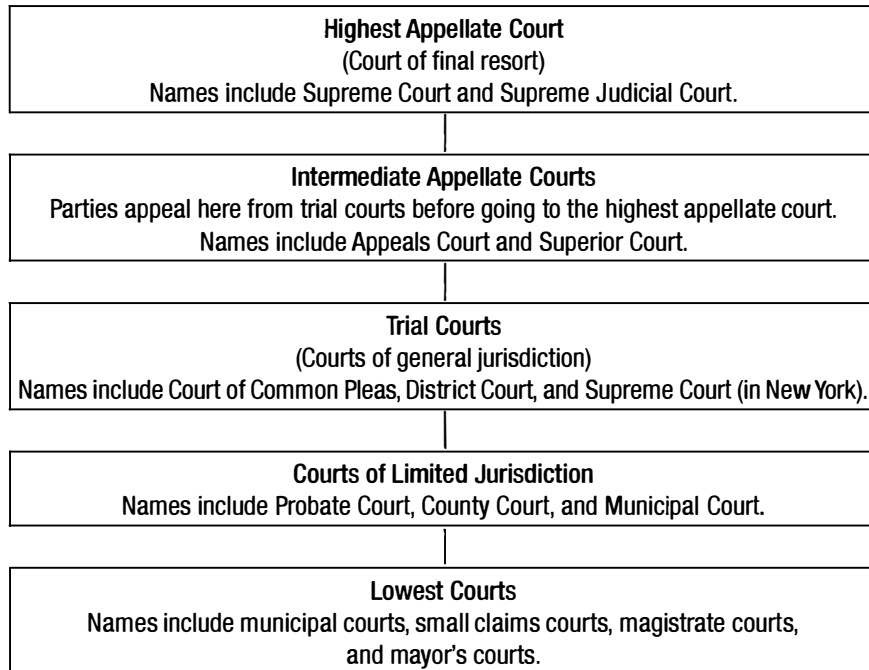 Highest Appellate Court
(Court of final resort)
Names include Supreme Court and Supreme Judicial Court.
Intermediate Appellate Courts
Parties appeal here from trial courts before going to the highest appellate court.
Names include Appeals Court and Superior Court.
Trial Courts
(Courts of general jurisdiction)
Names include Court of Common Pleas, District Court, and Supreme Court (in New York).
Courts of Limited Jurisdiction
Names include Probate Court, County Court, and Municipal Court.
Lowest Courts
Names include municipal courts, small claims courts, magistrate courts,
and mayor's courts.